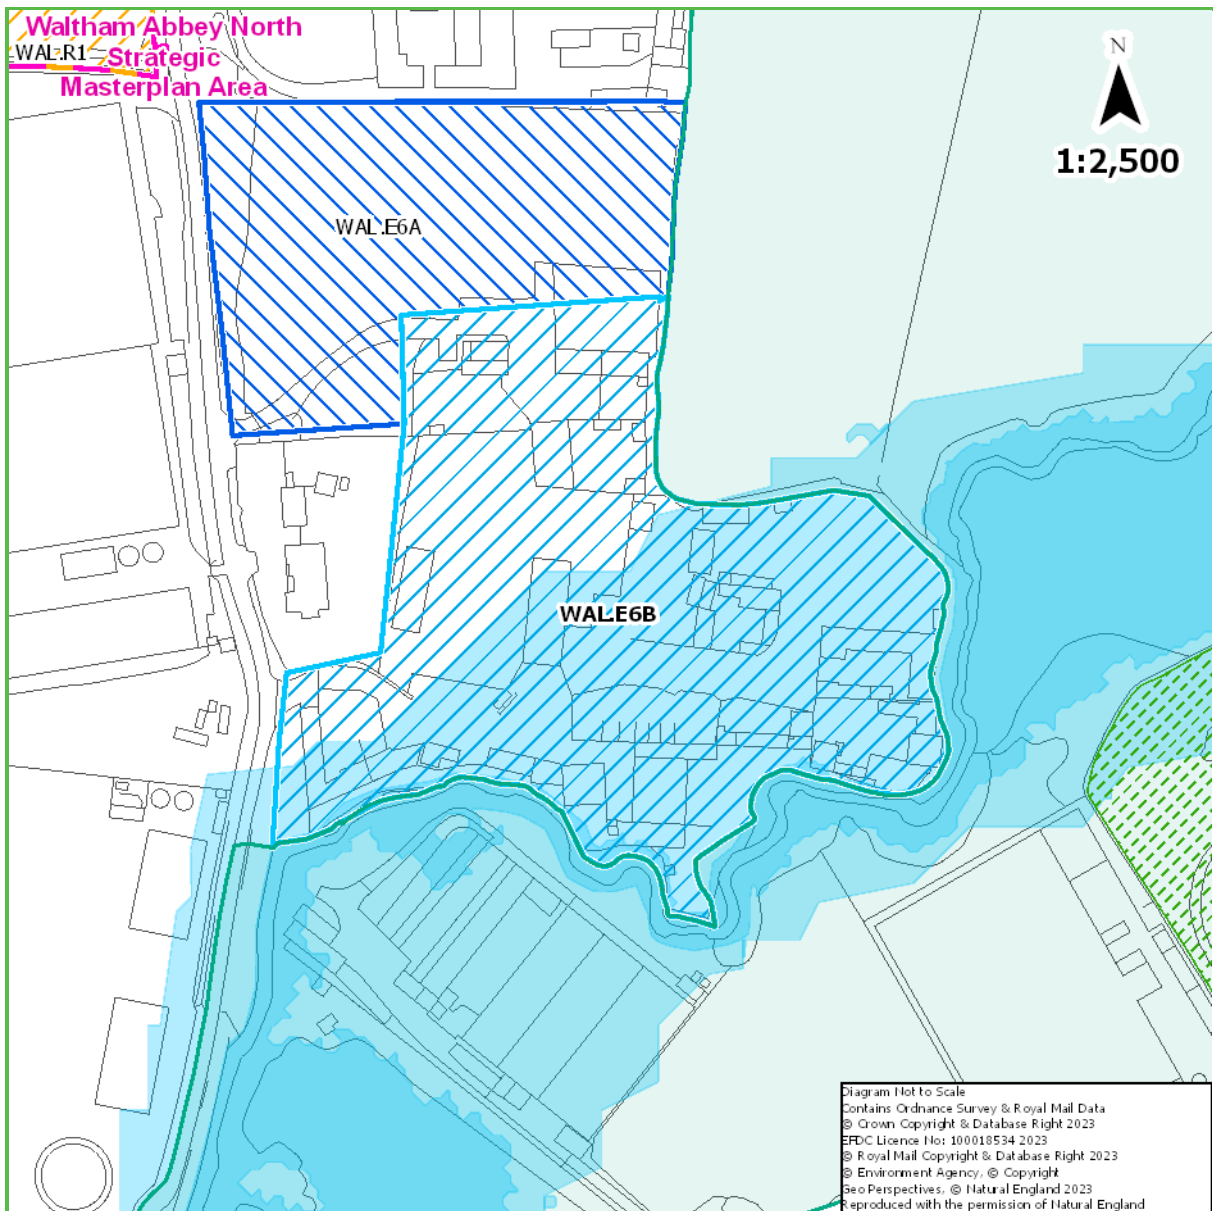 Waltham Abbey North
WAL.R1
Strategic
Masterplan Area
N
1:2,500
WAL.E6A
WAL.E6B
Diagram Not to Scale
Contains Ordnance Survey & Royal Mail Data
© Crown Copyright & Database Right 2023
EFDC Licence No: 100018534 2023
© Royal Mail Copyright & Database Right 2023
© Environment Agency, © Copyright
Geo Perspectives, © Natural England 2023
Reproduced with the permission of Natural England